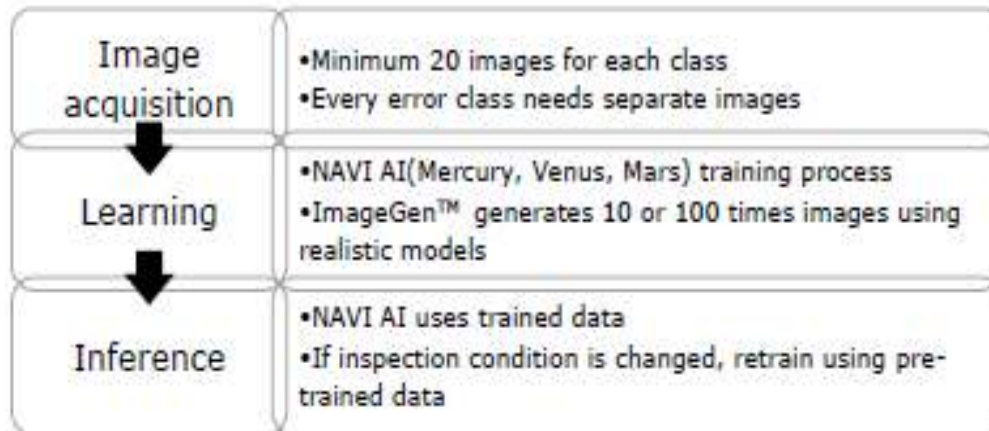 Image
acquisition
•Minimum 20 images for each class
•Every error class needs separate images
Learning
•NAVI AI(Mercury, Venus, Mars) training process
•ImageGen™ generates 10 or 100 times images using
realistic models
Inference
•NAVI AI uses trained data
•If inspection condition is changed, retrain using pre-
trained data